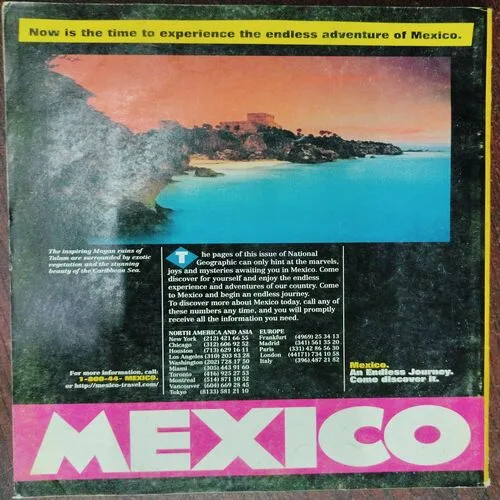 Now is the time to experience the endless adventure of Mexico.
The inspiring Mayan ruins of
Tulum are surrounded by exotic
vegetation and the stunning
beauty of the Caribbean Sea.
The pages of this issue of National
Geographic can only hint at the marvels,
joys and mysteries awaiting you in Mexico. Come
discover for yourself and enjoy the endless
experience and adventures of our country. Come
to Mexico and begin an endless journey.
To discover more about Mexico today, call any of
these numbers any time, and you will promptly
receive all the information you need.
NORTH AMERICA AND ASIA
New York (212) 421 66 55
Chicago (312) 606 92 52
Houston (713) 629 16 11
Los Angeles (310) 203 83 28
Washington (202) 728 17 50
Miami (305) 443 91 60
Toronto (416) 925 27 53
Montreal (514) 871 10 52
Vancouver (604) 669 28 45
Tokyo (8133) 581 21 10
EUROPE
Frankfurt (4969) 25 34 13
Madrid (341) 561 35 20
Paris (331) 42 86 56 30
London (44171) 734 10 58
Italy (396) 487 21 82
For more information, call:
1-800-44- MEXICO.
or http://mexico-travel.com/
Mexico.
An Endless Journey.
Come discover it.
MEXICO